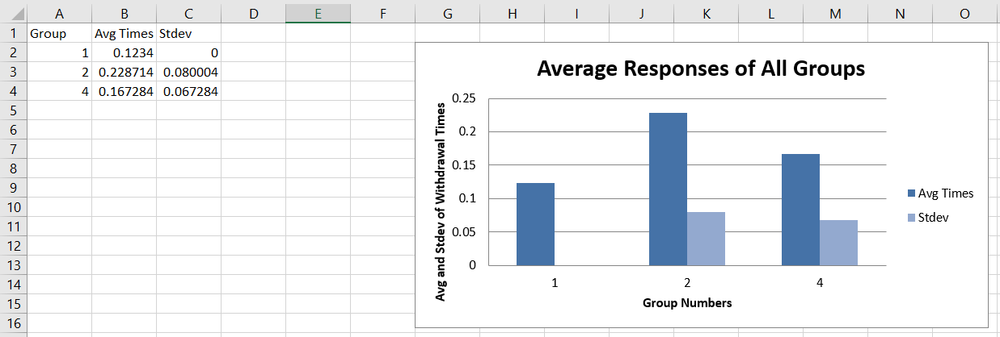 A B C D E F G H I J K L M N O
1 Group Avg Times Stdev
2 1 0.1234 0
3 2 0.228714 0.080004
4 4 0.167284 0.067284
5
6
7
8
9
10
11
12
13
14
15
16
Average Responses of All Groups
Avg and Stdev of Withdrawal Times
0.25
0.2
0.15
0.1
0.05
0
1 2 4
Group Numbers
Avg Times
Stdev